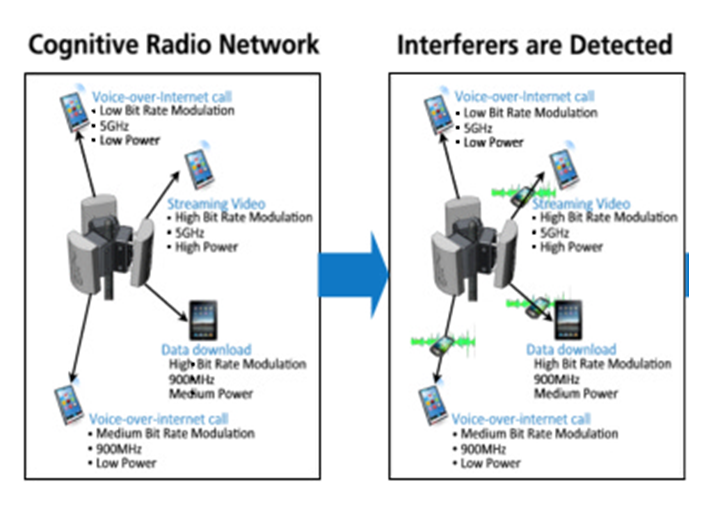 Cognitive Radio Network
Voice-over-Internet call
▪ Low Bit Rate Modulation
▪ 5GHz
▪ Low Power
Streaming Video
▪ High Bit Rate Modulation
▪ 5GHz
▪ High Power
Data download
High Bit Rate Modulation
900MHz
Medium Power
Voice-over-internet call
▪ Medium Bit Rate Modulation
▪ 900MHz
▪ Low Power
Interferers are Detected
Voice-over-Internet call
▪ Low Bit Rate Modulation
▪ 5GHz
▪ Low Power
Streaming Video
▪ High Bit Rate Modulation
▪ 5GHz
▪ High Power
Data download
High Bit Rate Modulation
900MHz
Medium Power
Voice-over-internet call
▪ Medium Bit Rate Modulation
▪ 900MHz
▪ Low Power